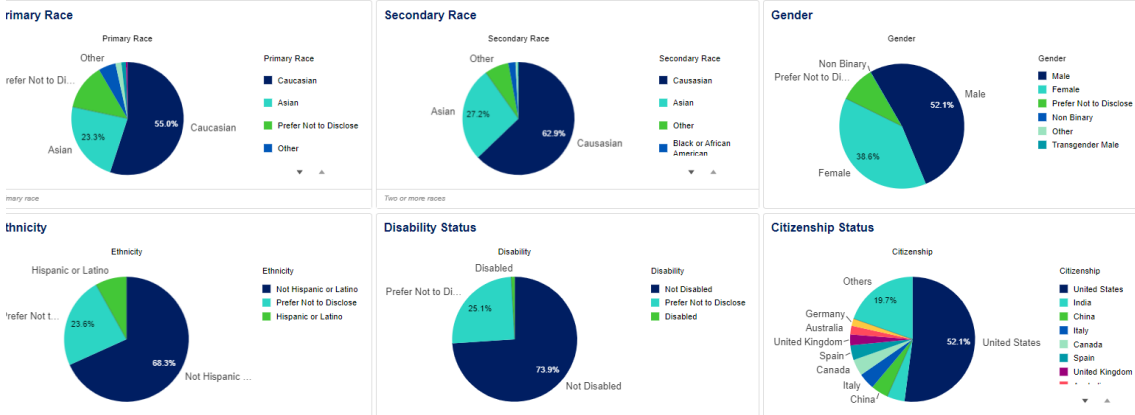 rimary Race
Primary Race
Other
refer Not to Di...
55.0%
Caucasian
23.3%
Asian
Primary Race
Caucasian
Asian
Prefer Not to Disclose
Other
mary race
Secondary Race
Secondary Race
Other
Asian
27.2%
62.9%
Causasian
Secondary Race
Causasian
Asian
Other
Black or African
American
Two or more races
Gender
Gender
Non Binary
Prefer Not to Di...
Male
52.1%
38.6%
Female
Gender
Male
Female
Prefer Not to Disclose
Non Binary
Other
Transgender Male
thnicity
Ethnicity
Hispanic or Latino
refer Not t...
23.6%
68.3%
Not Hispanic ...
Ethnicity
Not Hispanic or Latino
Prefer Not to Disclose
Hispanic or Latino
Disability Status
Disability
Disabled
Prefer Not to Di...
25.1%
73.9%
Not Disabled
Disability
Not Disabled
Prefer Not to Disclose
Disabled
Citizenship Status
Citizenship
Others
19.7%
Germany
Australia
United Kingdom
Spain
Canada
Italy
China
52.1%
United States
Citizenship
United States
India
China
Italy
Canada
Spain
United Kingdom